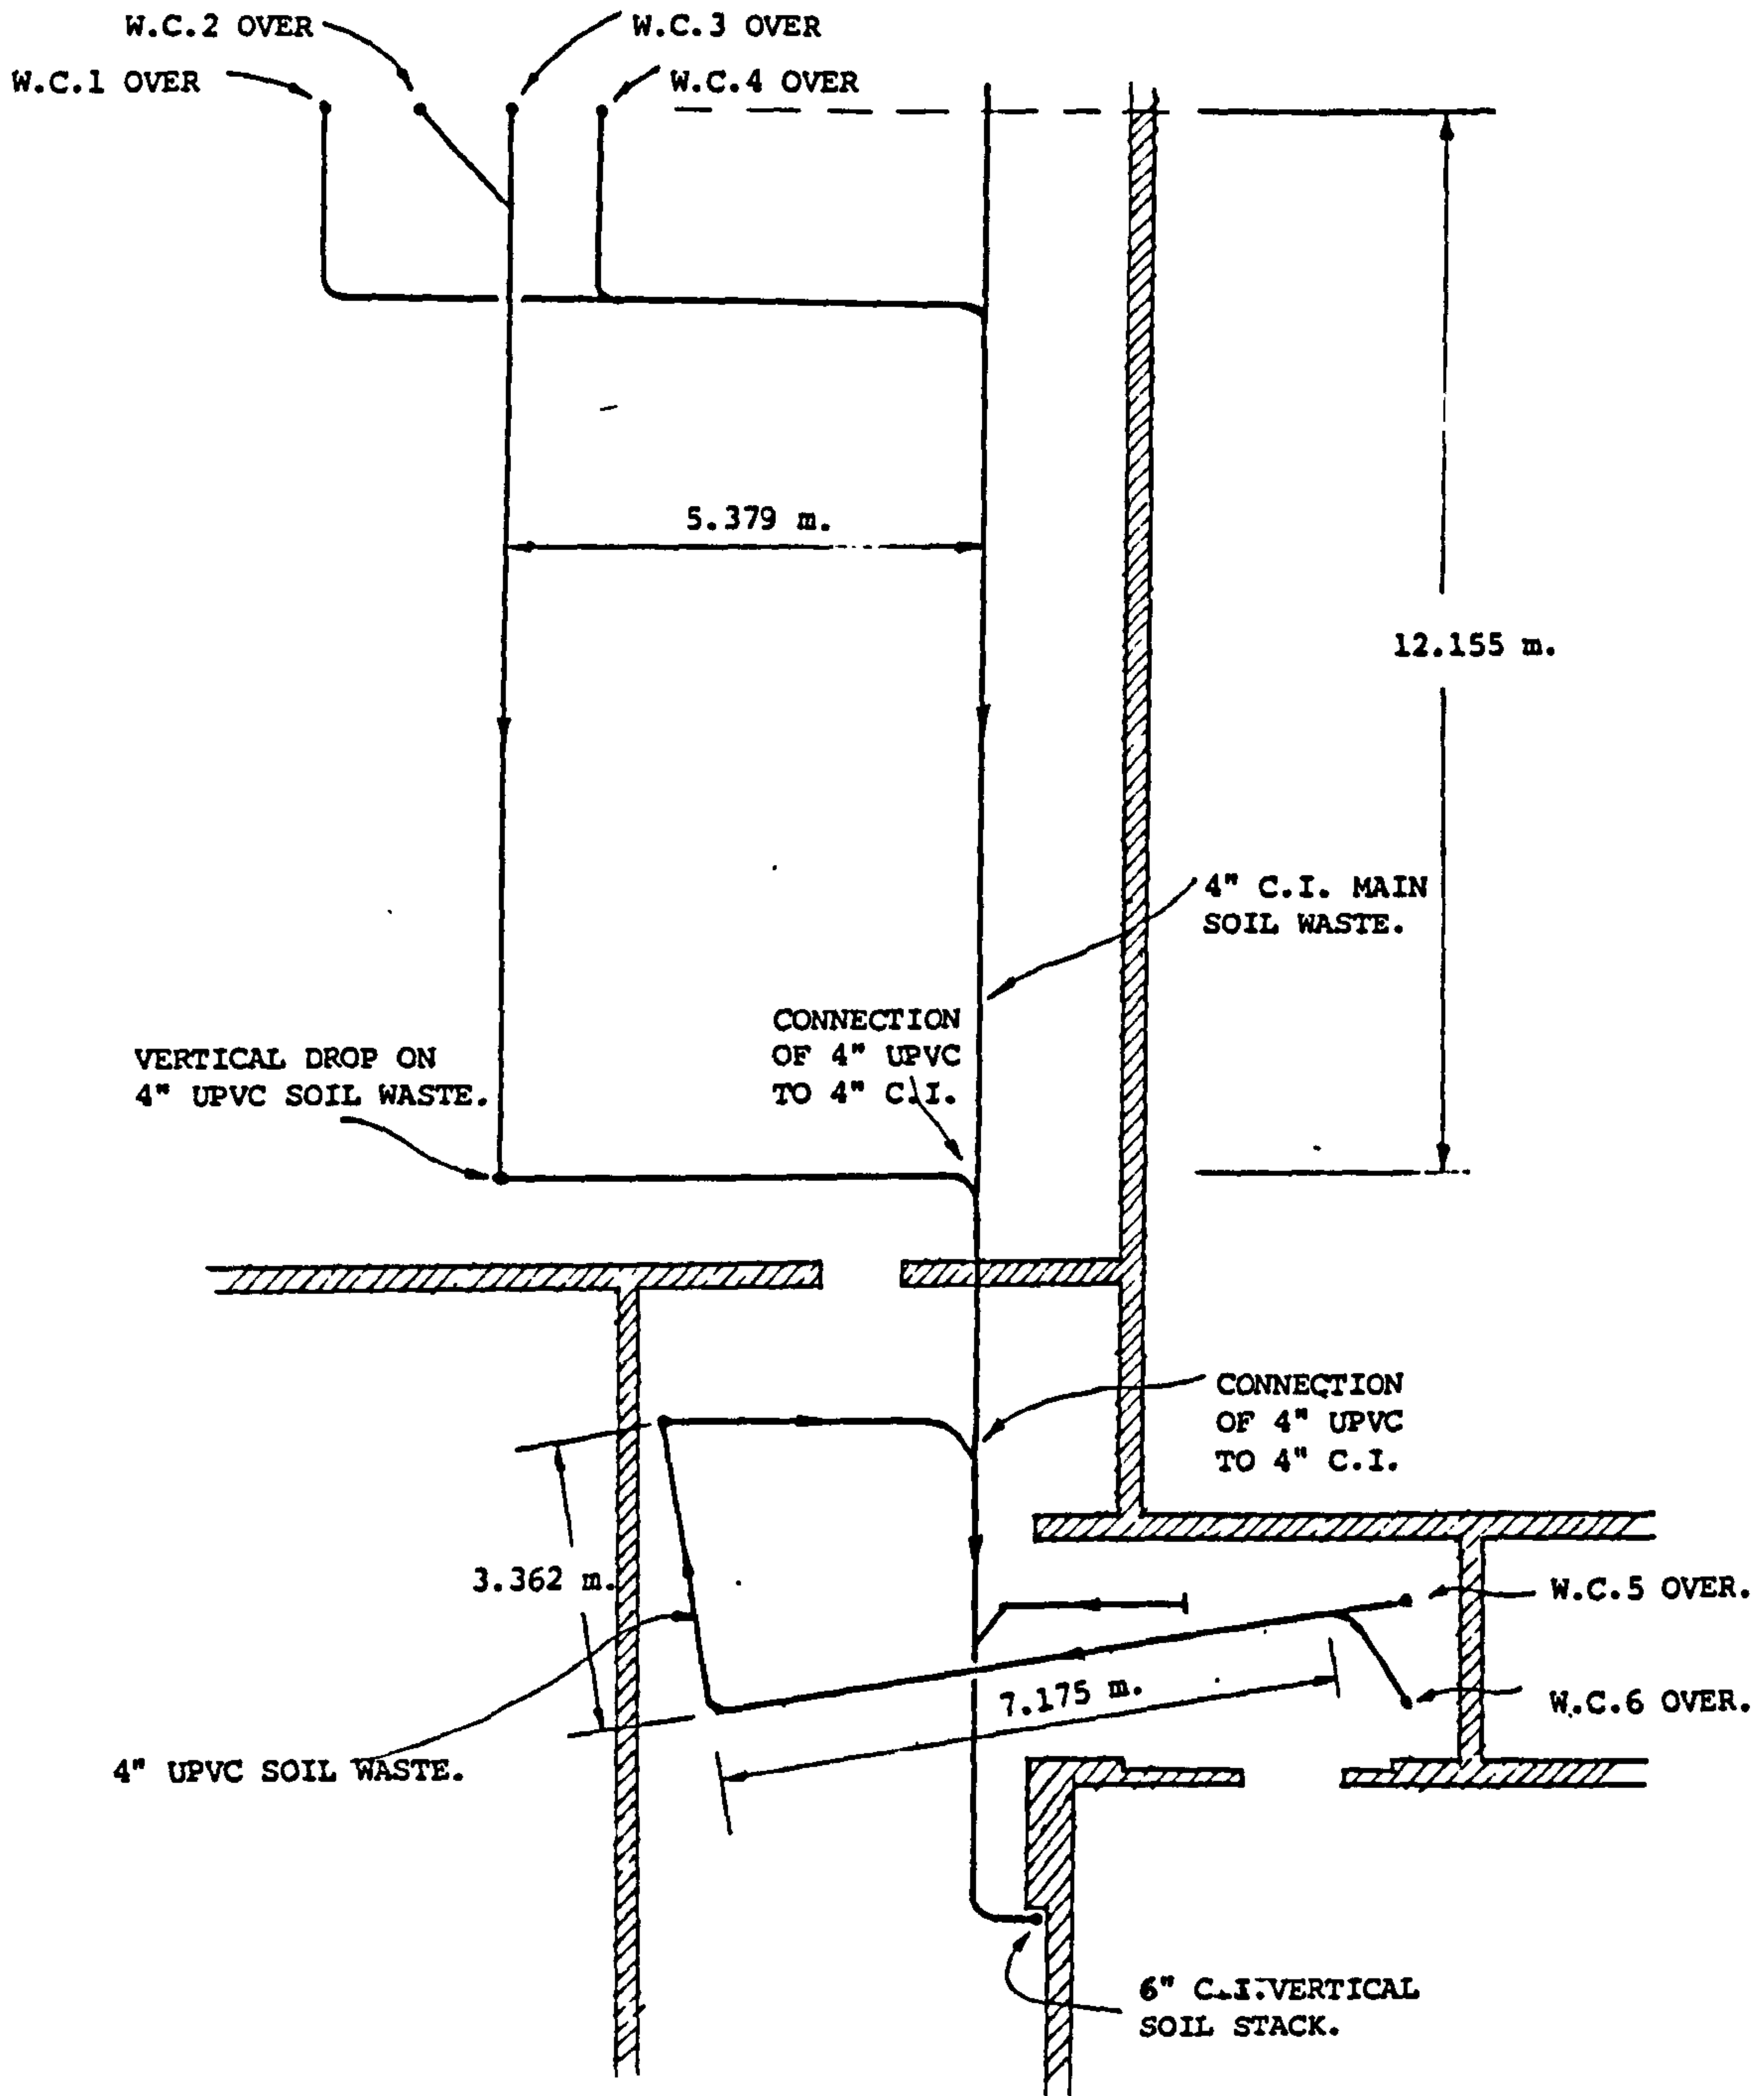 W.C.2 OVER
W.C.3 OVER
W.C.1 OVER
W.C.4 OVER
5.379 m.
12.155 m.
4" C.I. MAIN
SOIL WASTE.
CONNECTION
OF 4" UPVC
TO 4" C.I.
VERTICAL DROP ON
4" UPVC SOIL WASTE.
CONNECTION
OF 4" UPVC
TO 4" C.I.
3.362 m.
W.C.5 OVER.
7.175 m.
W.C.6 OVER.
4" UPVC SOIL WASTE.
6" C.I.VERTICAL
SOIL STACK.